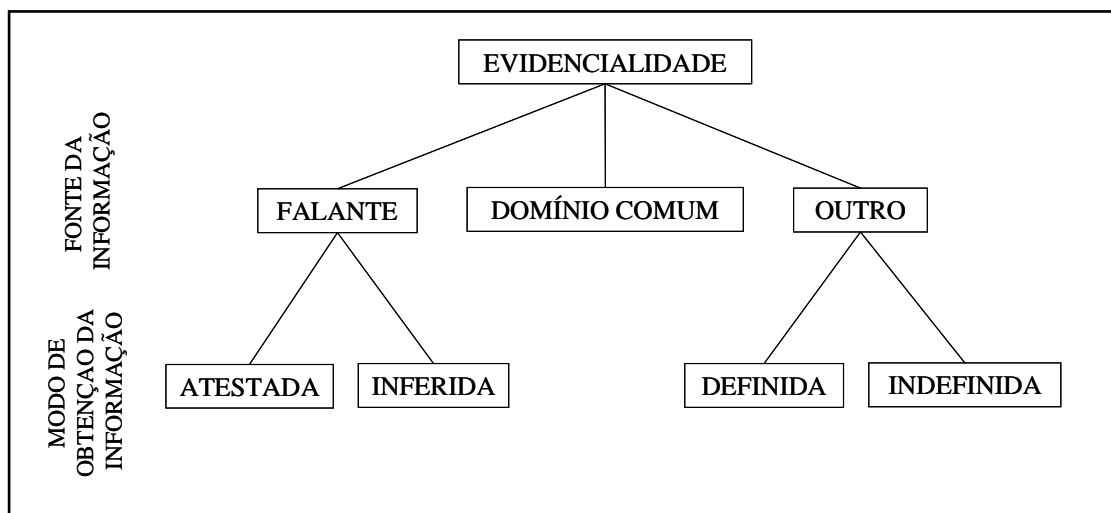 EVIDENCIALIDADE
FONTE DA
INFORMAÇÃO
FALANTE
DOMÍNIO COMUM
OUTRO
MODO DE
OBTENÇAO DA
INFORMAÇÃO
ATESTADA
INFERIDA
DEFINIDA
INDEFINIDA